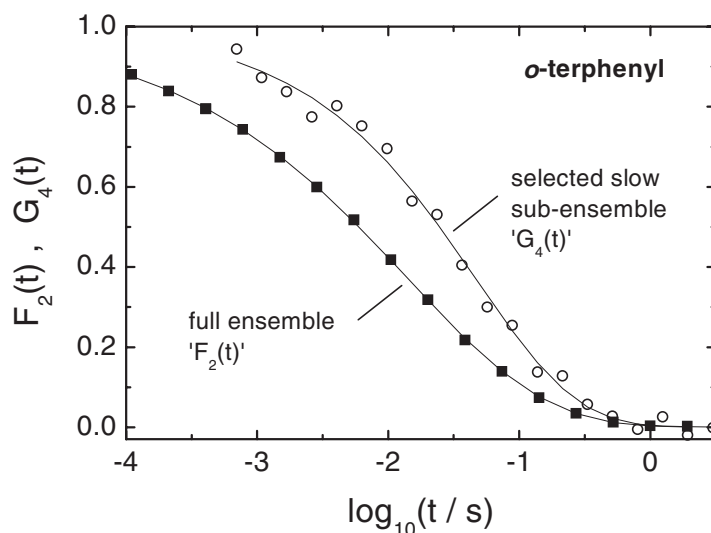 1.0
0.8
0.6
0.4
0.2
0.0
F₂(t) , G₄(t)
o-terphenyl
selected slow
sub-ensemble
'G₄(t)'
full ensemble
'F₂(t)'
-4 -3 -2 -1 0
log₁₀(t / s)